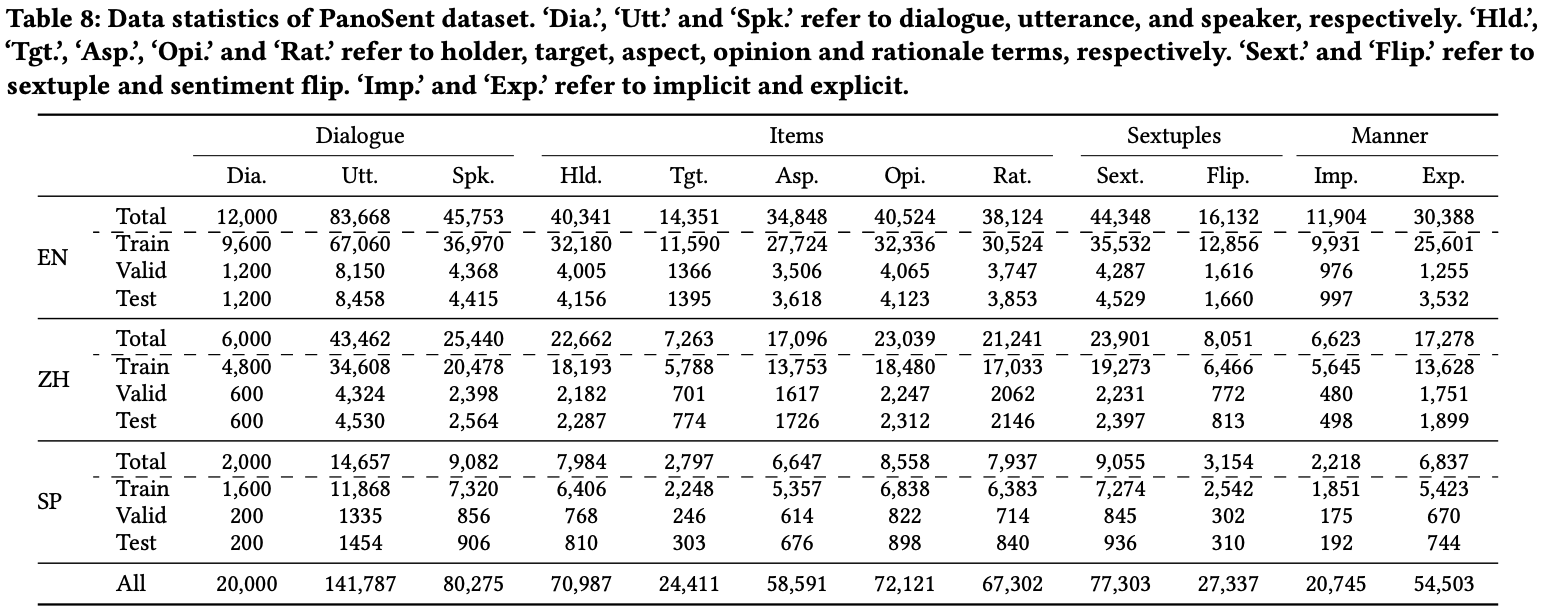 Table 8: Data statistics of PanoSent dataset. ‘Dia.’, ‘Utt.’ and ‘Spk.’ refer to dialogue, utterance, and speaker, respectively. ‘Hld.’,
‘Tgt.’, ‘Asp.’, ‘Opi.’ and ‘Rat.’ refer to holder, target, aspect, opinion and rationale terms, respectively. ‘Sext.’ and ‘Flip.’ refer to
sextuple and sentiment flip. ‘Imp.’ and ‘Exp.’ refer to implicit and explicit.
Dialogue Items Sextuples Manner
Dia. Utt. Spk. Hld. Tgt. Asp. Opi. Rat. Sext. Flip. Imp. Exp.
EN
Total 12,000 83,668 45,753 40,341 14,351 34,848 40,524 38,124 44,348 16,132 11,904 30,388
Train 9,600 67,060 36,970 32,180 11,590 27,724 32,336 30,524 35,532 12,856 9,931 25,601
Valid 1,200 8,150 4,368 4,005 1366 3,506 4,065 3,747 4,287 1,616 976 1,255
Test 1,200 8,458 4,415 4,156 1395 3,618 4,123 3,853 4,529 1,660 997 3,532
ZH
Total 6,000 43,462 25,440 22,662 7,263 17,096 23,039 21,241 23,901 8,051 6,623 17,278
Train 4,800 34,608 20,478 18,193 5,788 13,753 18,480 17,033 19,273 6,466 5,645 13,628
Valid 600 4,324 2,398 2,182 701 1617 2,247 2062 2,231 772 480 1,751
Test 600 4,530 2,564 2,287 774 1726 2,312 2146 2,397 813 498 1,899
SP
Total 2,000 14,657 9,082 7,984 2,797 6,647 8,558 7,937 9,055 3,154 2,218 6,837
Train 1,600 11,868 7,320 6,406 2,248 5,357 6,838 6,383 7,274 2,542 1,851 5,423
Valid 200 1335 856 768 246 614 822 714 845 302 175 670
Test 200 1454 906 810 303 676 898 840 936 310 192 744
All 20,000 141,787 80,275 70,987 24,411 58,591 72,121 67,302 77,303 27,337 20,745 54,503